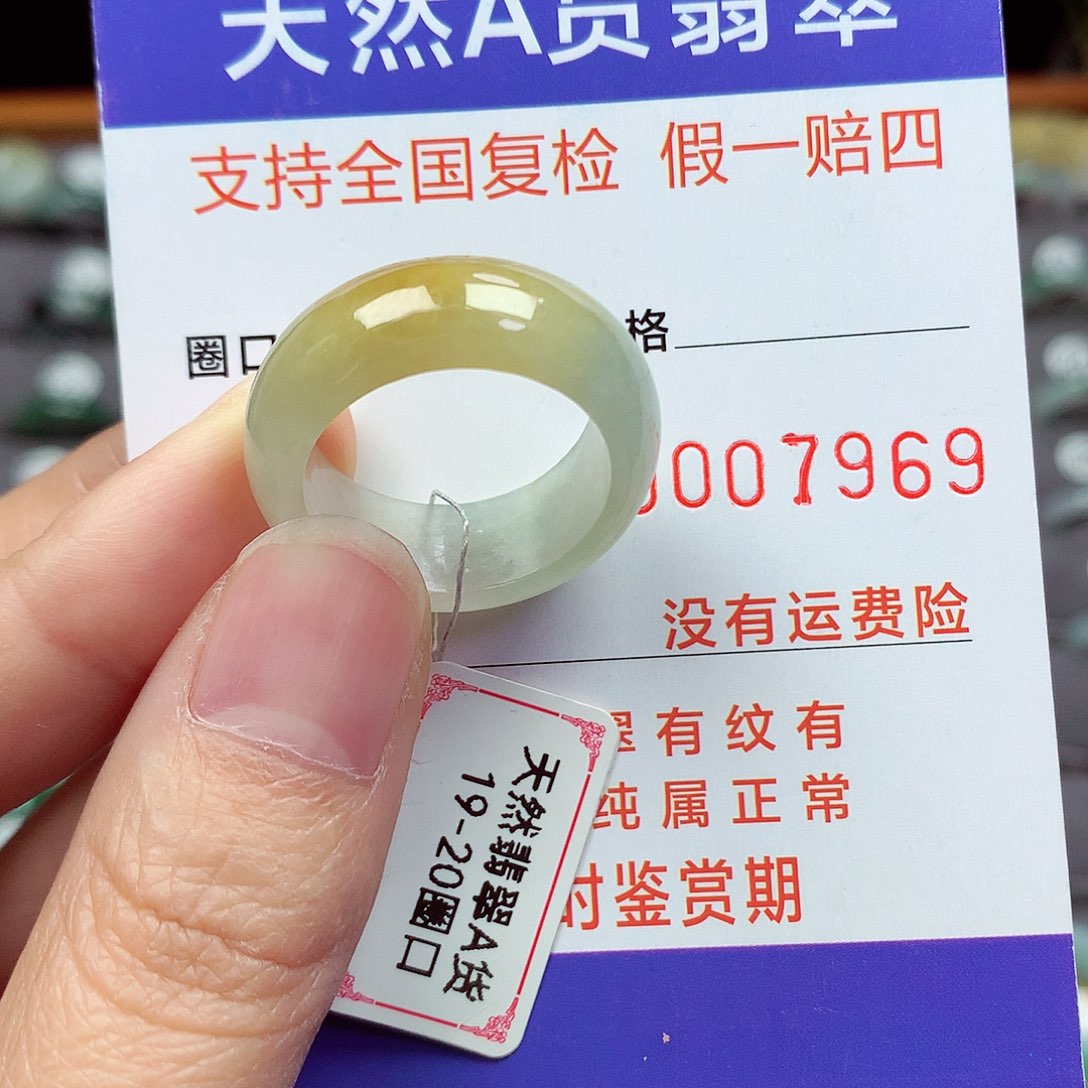 天然A货翡翠
支持全国复检 假一赔四
圈口
格
007969
没有运费险
有纹有
纯属正常
时鉴赏期
天然翡翠A货
19-20圈口